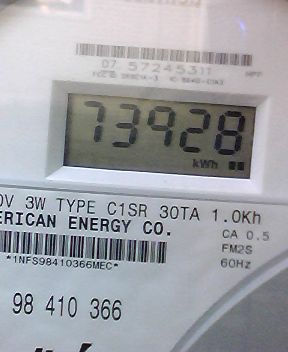 07 57245311
73928
kWh
0V 3W TYPE C1SR 30TA 1.0Kh
ERICAN ENERGY CO.
CA 0.5
FM2S
*1NFS98410366MEC*
60Hz
98 410 366